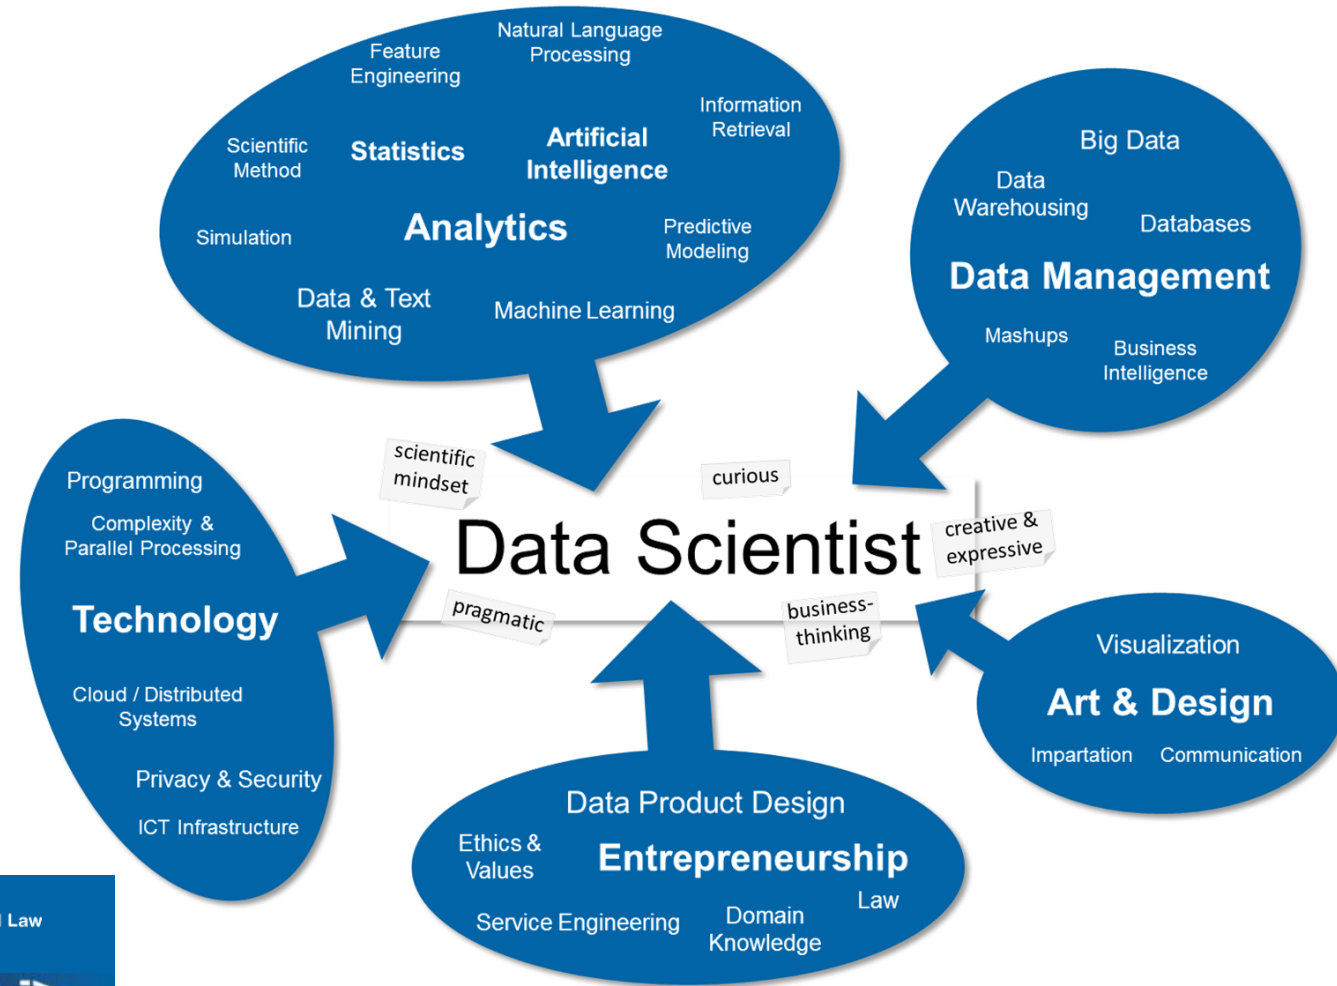 Natural Language
Processing
Feature
Engineering
Information
Retrieval
Scientific
Method
Statistics
Artificial
Intelligence
Analytics
Simulation
Predictive
Modeling
Data & Text
Mining
Machine Learning
Big Data
Data
Warehousing
Databases
Data Management
Mashups
Business
Intelligence
scientific
mindset
curious
Data Scientist
creative &
expressive
pragmatic
business-
thinking
Programming
Complexity &
Parallel Processing
Technology
Cloud / Distributed
Systems
Privacy & Security
ICT Infrastructure
Visualization
Art & Design
Impartation Communication
Data Product Design
Ethics &
Values
Entrepreneurship
Law
Service Engineering
Domain
Knowledge
Law